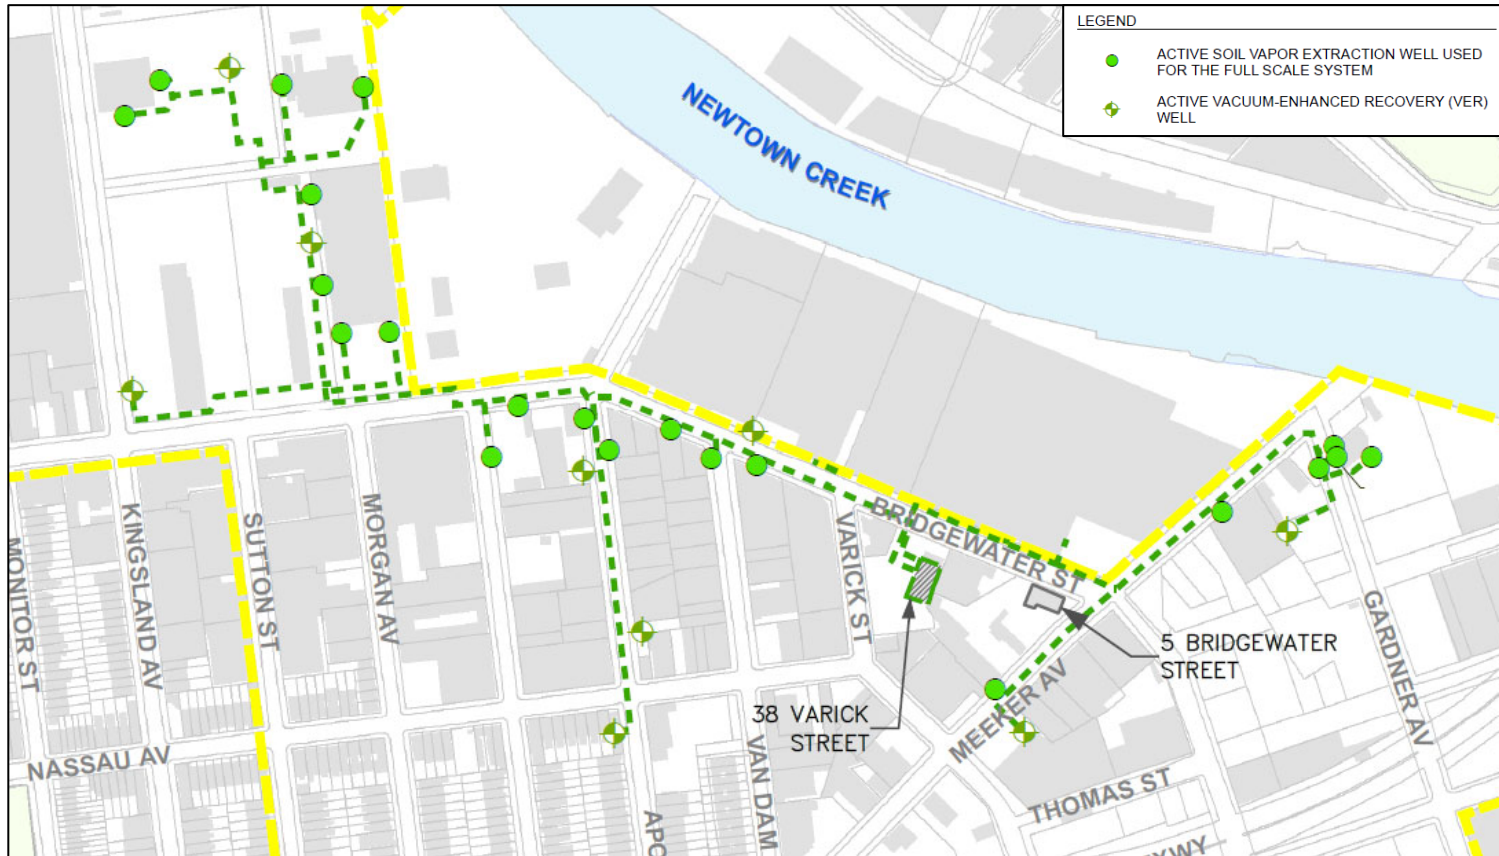 LEGEND
ACTIVE SOIL VAPOR EXTRACTION WELL USED
FOR THE FULL SCALE SYSTEM
ACTIVE VACUUM-ENHANCED RECOVERY (VER)
WELL
NEWTOWN CREEK
BRIDGEWATER ST
MONITOR ST
KINGSLAND AV
SUTTON ST
MORGAN AV
VARICK ST
GARDNER AV
5 BRIDGEWATER
STREET
38 VARICK
STREET
MEEKER AV
NASSAU AV
VAN DAM
APO
THOMAS ST